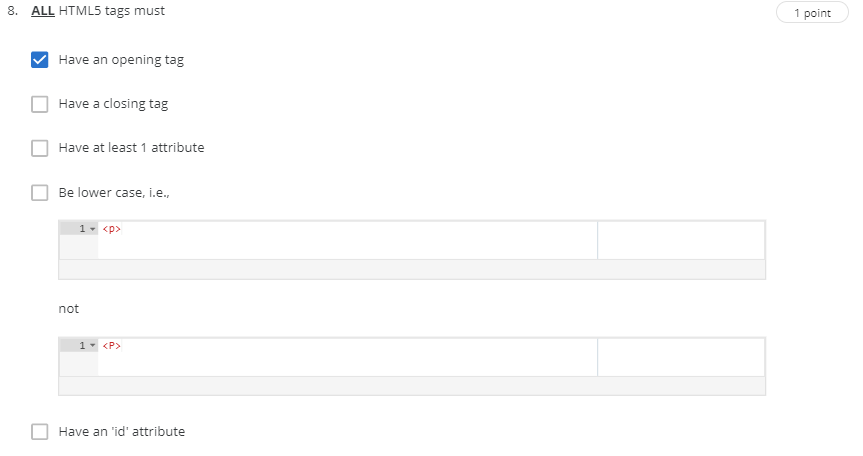 8. ALL HTML5 tags must
1 point
Have an opening tag
Have a closing tag
Have at least 1 attribute
Be lower case, i.e.,
1 <p>
not
1 <P>
Have an 'id' attribute